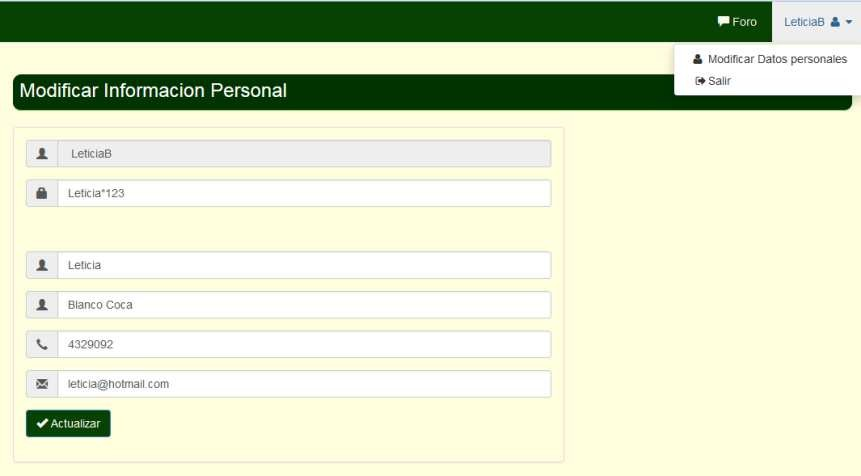 Foro
LeticiaB
Modificar Datos personales
Salir
Modificar Informacion Personal
LeticiaB
Leticia*123
Leticia
Blanco Coca
4329092
leticia@hotmail.com
Actualizar